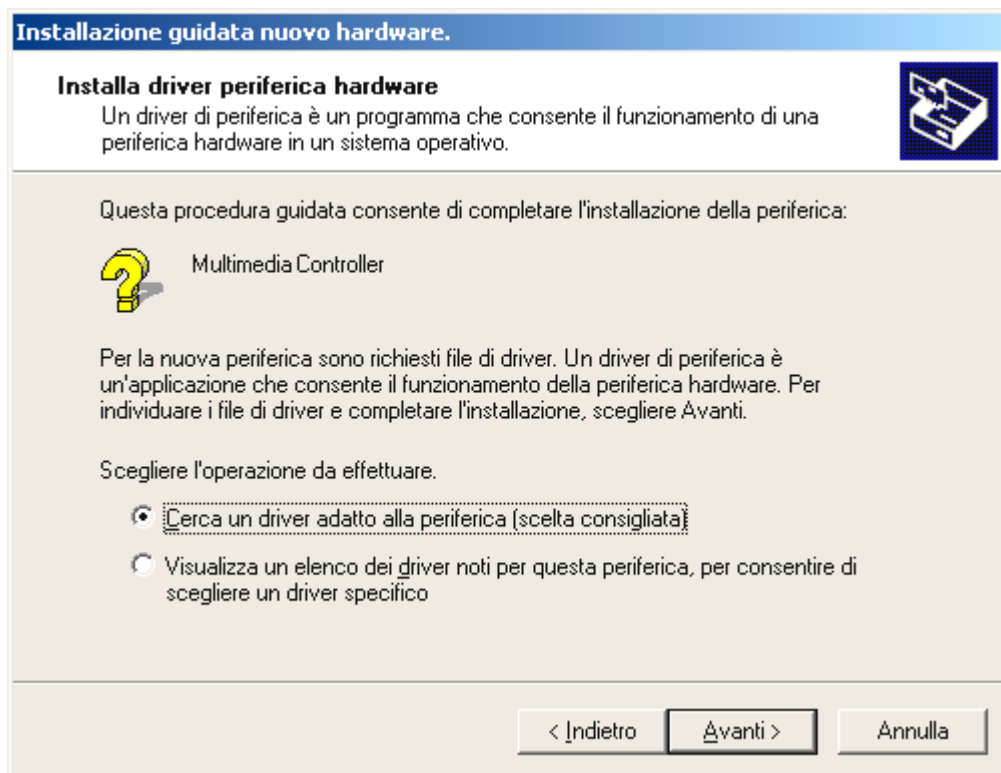 Installazione guidata nuovo hardware.
Installa driver periferica hardware
Un driver di periferica è un programma che consente il funzionamento di una
periferica hardware in un sistema operativo.
Questa procedura guidata consente di completare l'installazione della periferica:
Multimedia Controller
Per la nuova periferica sono richiesti file di driver. Un driver di periferica è
un'applicazione che consente il funzionamento della periferica hardware. Per
individuare i file di driver e completare l'installazione, scegliere Avanti.
Scegliere l'operazione da effettuare.
Cerca un driver adatto alla periferica (scelta consigliata)
Visualizza un elenco dei driver noti per questa periferica, per consentire di
scegliere un driver specifico
< Indietro
Avanti >
Annulla